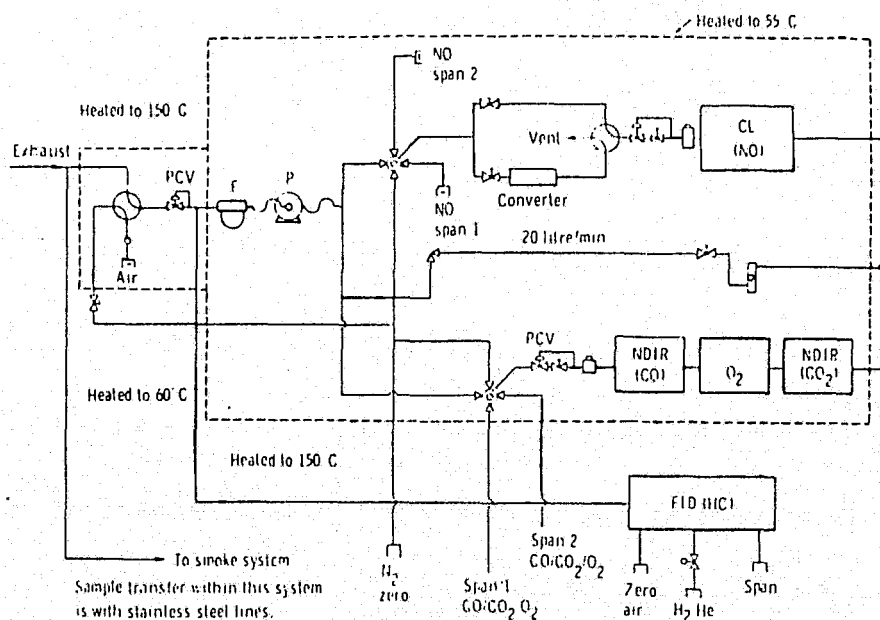 Heated to 55 C
NO
span 2
Heated to 150 C
Exhaust
PCV
F
P
Vent
CL
(NO)
Converter
NO
span 1
Air
20 litre/min
PCV
NDIR
(CO)
O2
NDIR
(CO2)
Heated to 60°C
Heated to 150 C
FID (HC)
To smoke system
Sample transfer within this system
is with stainless steel lines.
N2
zero
Span 1
CO/CO2 O2
Span 2
CO/CO2/O2
Zero
air
H2 He
Span